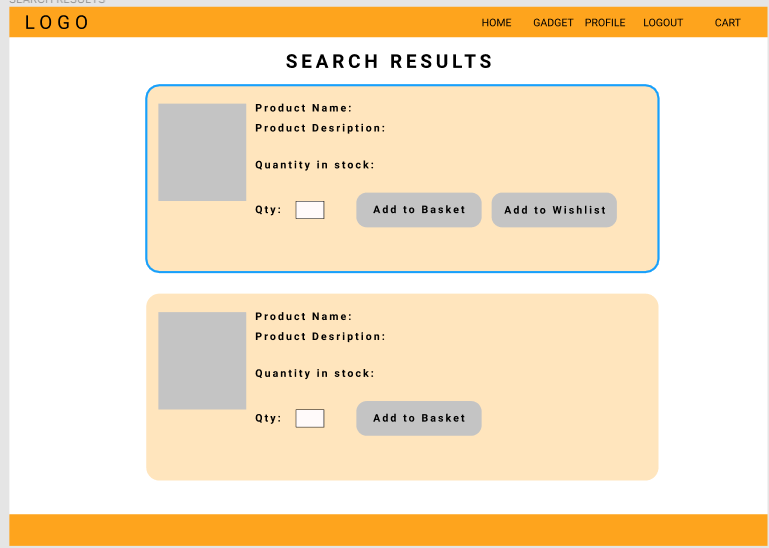 SEARCH RESULTS
LOGO HOME GADGET PROFILE LOGOUT CART
SEARCH RESULTS
Product Name:
Product Desription:
Quantity in stock:
Qty: Add to Basket Add to Wishlist
Product Name:
Product Desription:
Quantity in stock:
Qty: Add to Basket